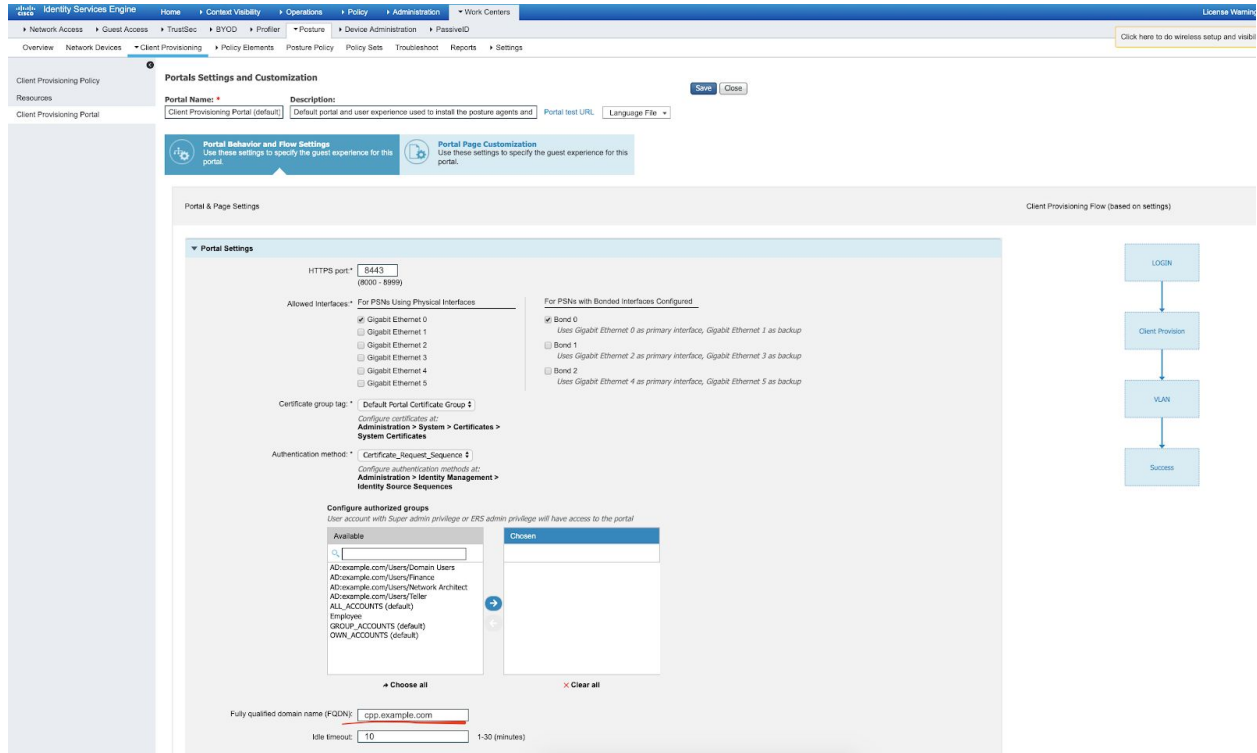 CISCO Identity Services Engine Home Context Visibility Operations Policy Administration Work Centers License Warning
Network Access Guest Access TrustSec BYOD Profiler Posture Device Administration PassiveID
Click here to do wireless setup and visibil
Overview Network Devices Client Provisioning Policy Elements Posture Policy Policy Sets Troubleshoot Reports Settings
Client Provisioning Policy
Resources
Client Provisioning Portal
Portals Settings and Customization
Save Close
Portal Name: * Description:
Client Provisioning Portal (default) Default portal and user experience used to install the posture agents and Portal test URL Language File
Portal Behavior and Flow Settings
Use these settings to specify the guest experience for this
portal.
Portal Page Customization
Use these settings to specify the guest experience for this
portal.
Portal & Page Settings
Client Provisioning Flow (based on settings)
Portal Settings
HTTPS port:* 8443
(8000 - 8999)
Allowed Interfaces:* For PSNs Using Physical Interfaces
Gigabit Ethernet 0
Gigabit Ethernet 1
Gigabit Ethernet 2
Gigabit Ethernet 3
Gigabit Ethernet 4
Gigabit Ethernet 5
For PSNs with Bonded Interfaces Configured
Bond 0
Uses Gigabit Ethernet 0 as primary interface, Gigabit Ethernet 1 as backup
Bond 1
Uses Gigabit Ethernet 2 as primary interface, Gigabit Ethernet 3 as backup
Bond 2
Uses Gigabit Ethernet 4 as primary interface, Gigabit Ethernet 5 as backup
Certificate group tag: * Default Portal Certificate Group
Configure certificates at:
Administration > System > Certificates >
System Certificates
Authentication method: * Certificate_Request_Sequence
Configure authentication methods at:
Administration > Identity Management >
Identity Source Sequences
Configure authorized groups
User account with Super admin privilege or ERS admin privilege will have access to the portal
Available
AD:example.com/Users/Domain Users
AD:example.com/Users/Finance
AD:example.com/Users/Network Architect
AD:example.com/Users/Teller
ALL_ACCOUNTS (default)
Employee
GROUP_ACCOUNTS (default)
OWN_ACCOUNTS (default)
Choose all
Chosen
Clear all
Fully qualified domain name (FQDN): cpp.example.com
Idle timeout: 10 1-30 (minutes)
LOGIN
Client Provision
VLAN
Success